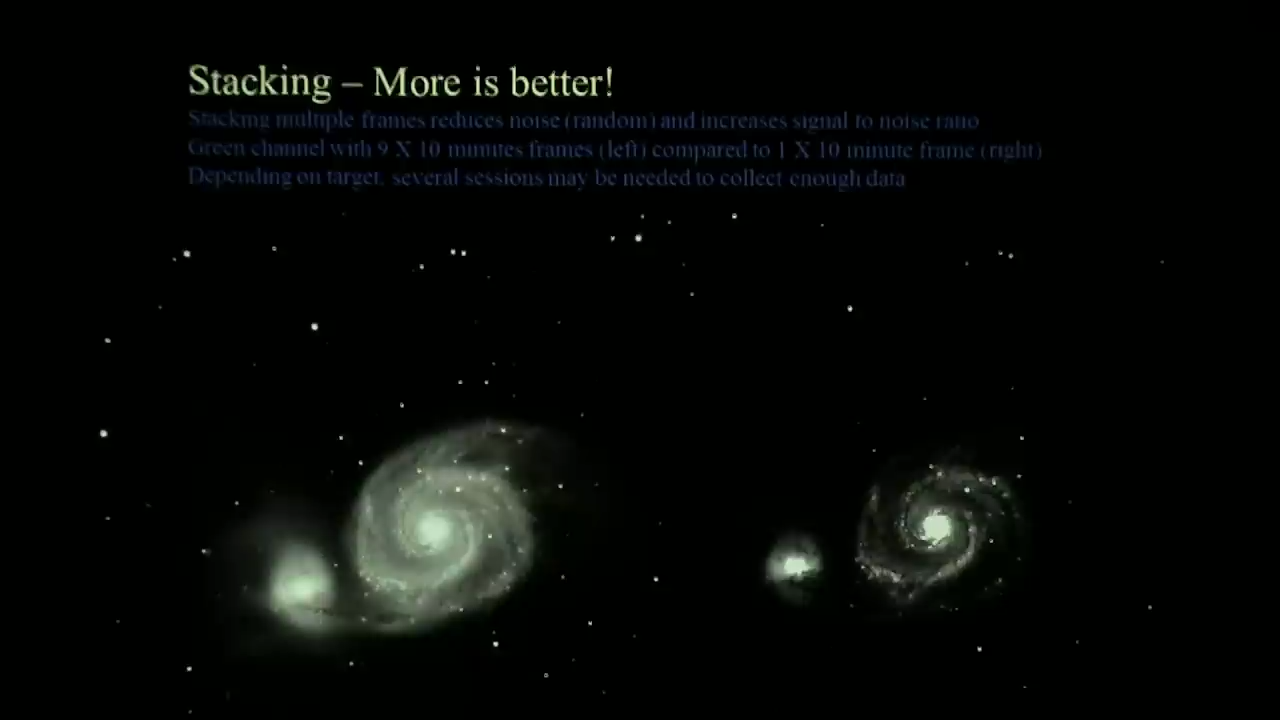 Stacking – More is better!
Stacking multiple frames reduces noise (random) and increases signal to noise ratio
Green channel with 9 X 10 minutes frames (left) compared to 1 X 10 minute frame (right)
Depending on target, several sessions may be needed to collect enough data